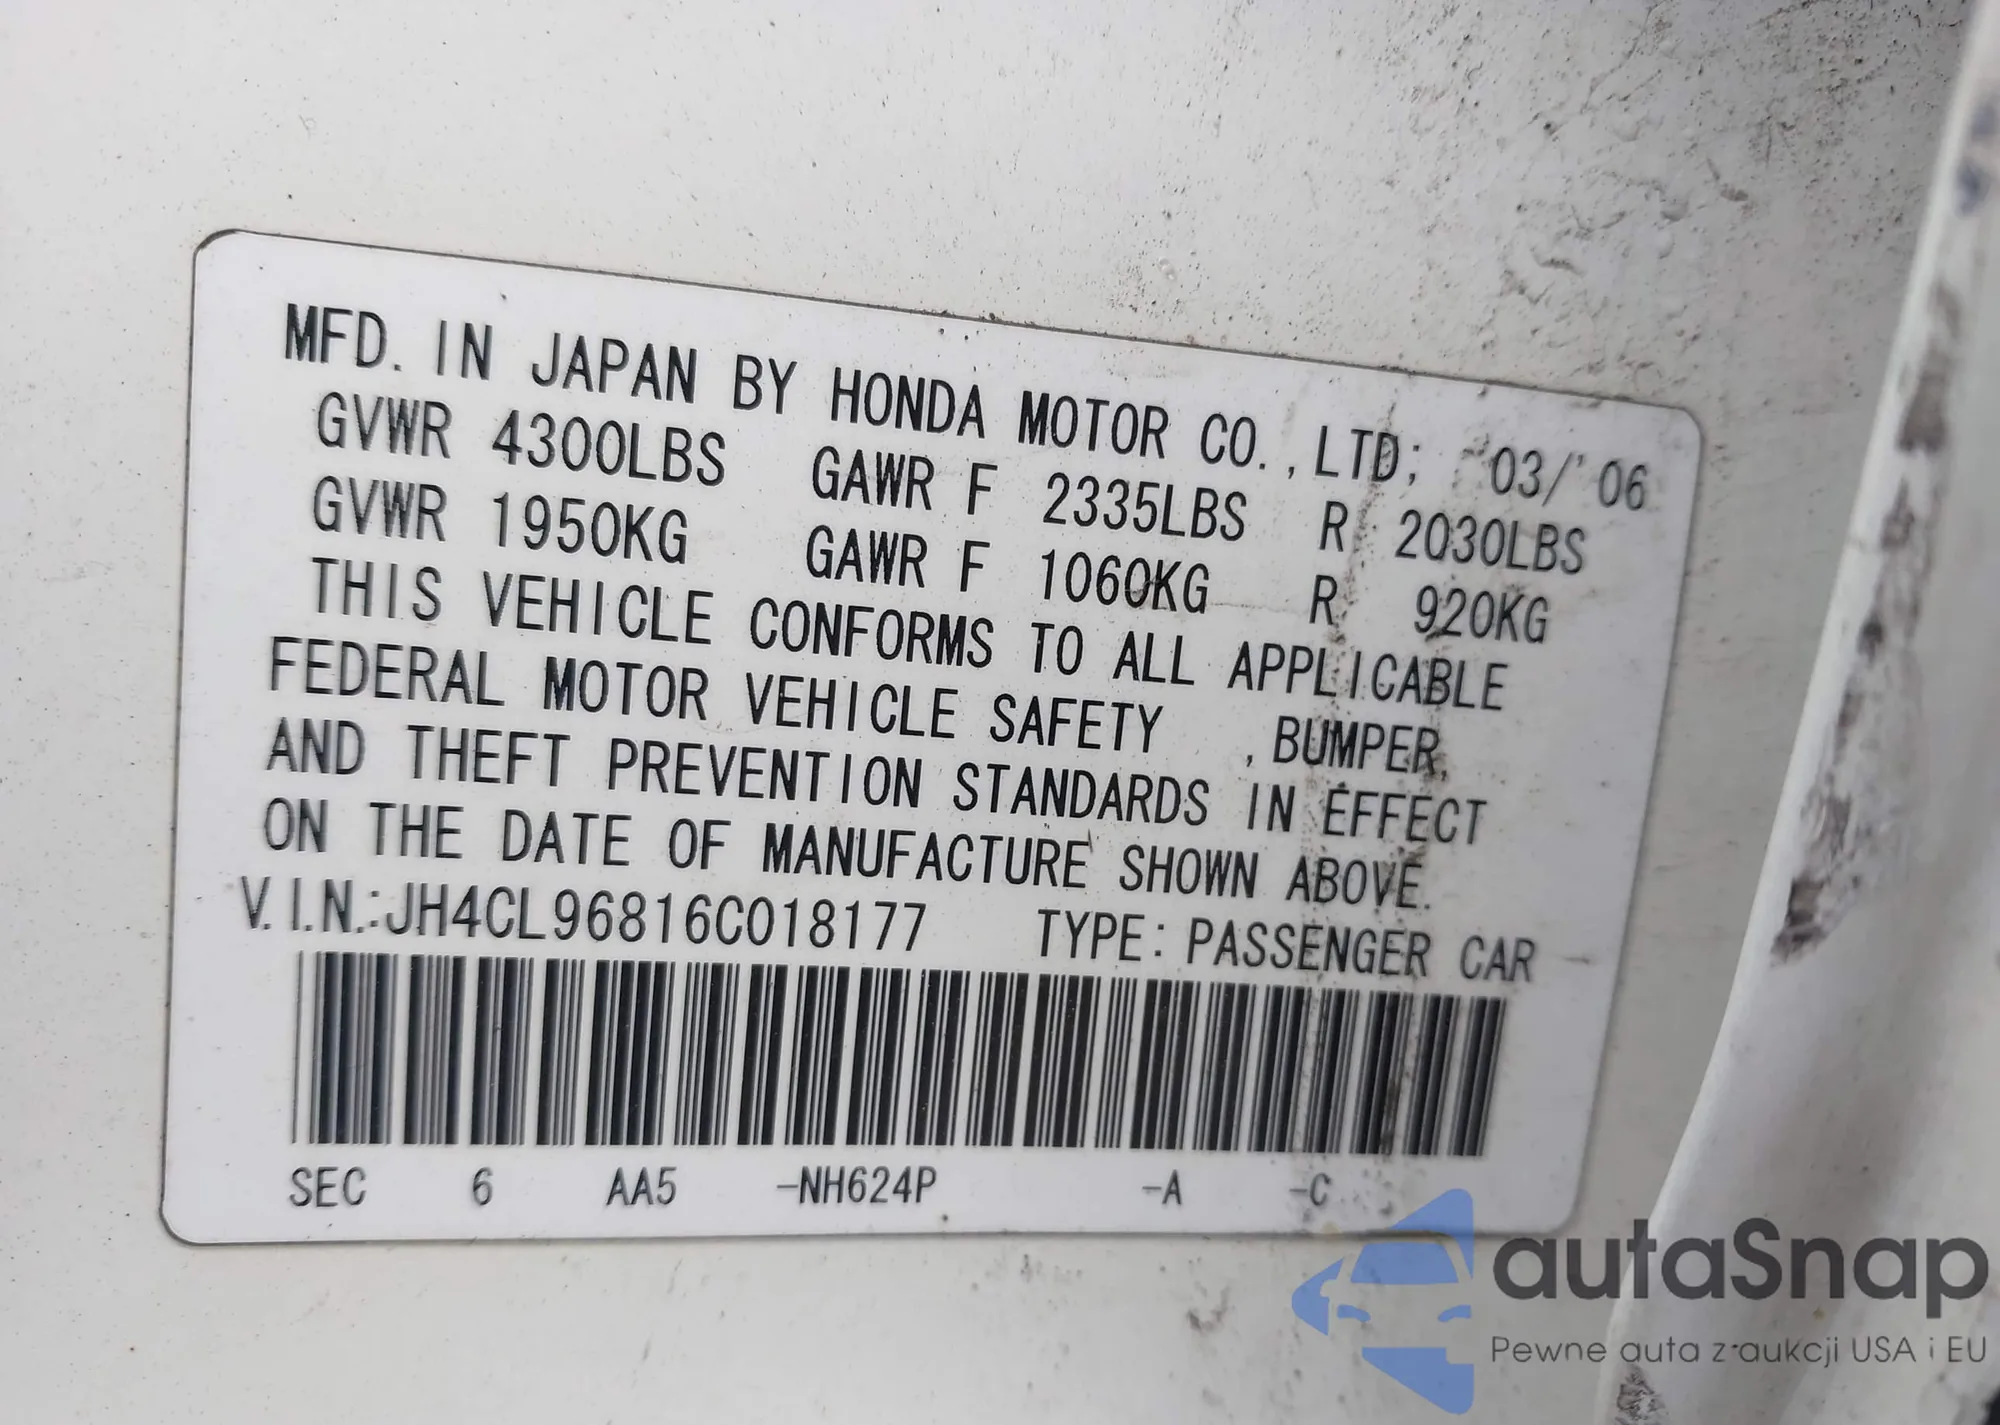 MFD. IN JAPAN BY HONDA MOTOR CO.,LTD; 03/'06
GVWR 4300LBS GAWR F 2335LBS R 2030LBS
GVWR 1950KG GAWR F 1060KG R 920KG
THIS VEHICLE CONFORMS TO ALL APPLICABLE
FEDERAL MOTOR VEHICLE SAFETY ,BUMPER,
AND THEFT PREVENTION STANDARDS IN EFFECT
ON THE DATE OF MANUFACTURE SHOWN ABOVE.
V.I.N.:JH4CL96816C018177 TYPE: PASSENGER CAR
SEC 6 AA5 -NH624P -A -C
autaSnap
Pewne auta z aukcji USA i EU